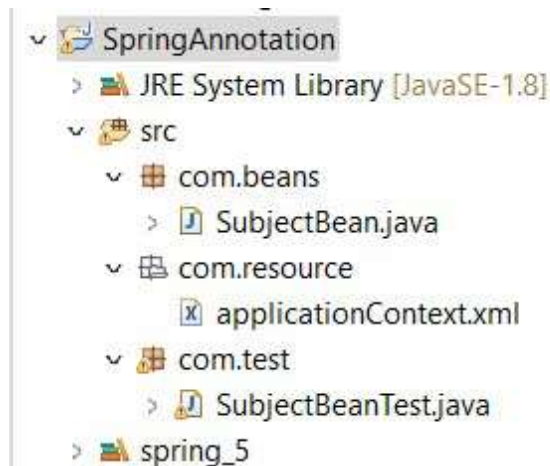 SpringAnnotation
JRE System Library [JavaSE-1.8]
src
com.beans
SubjectBean.java
com.resource
applicationContext.xml
com.test
SubjectBeanTest.java
spring_5